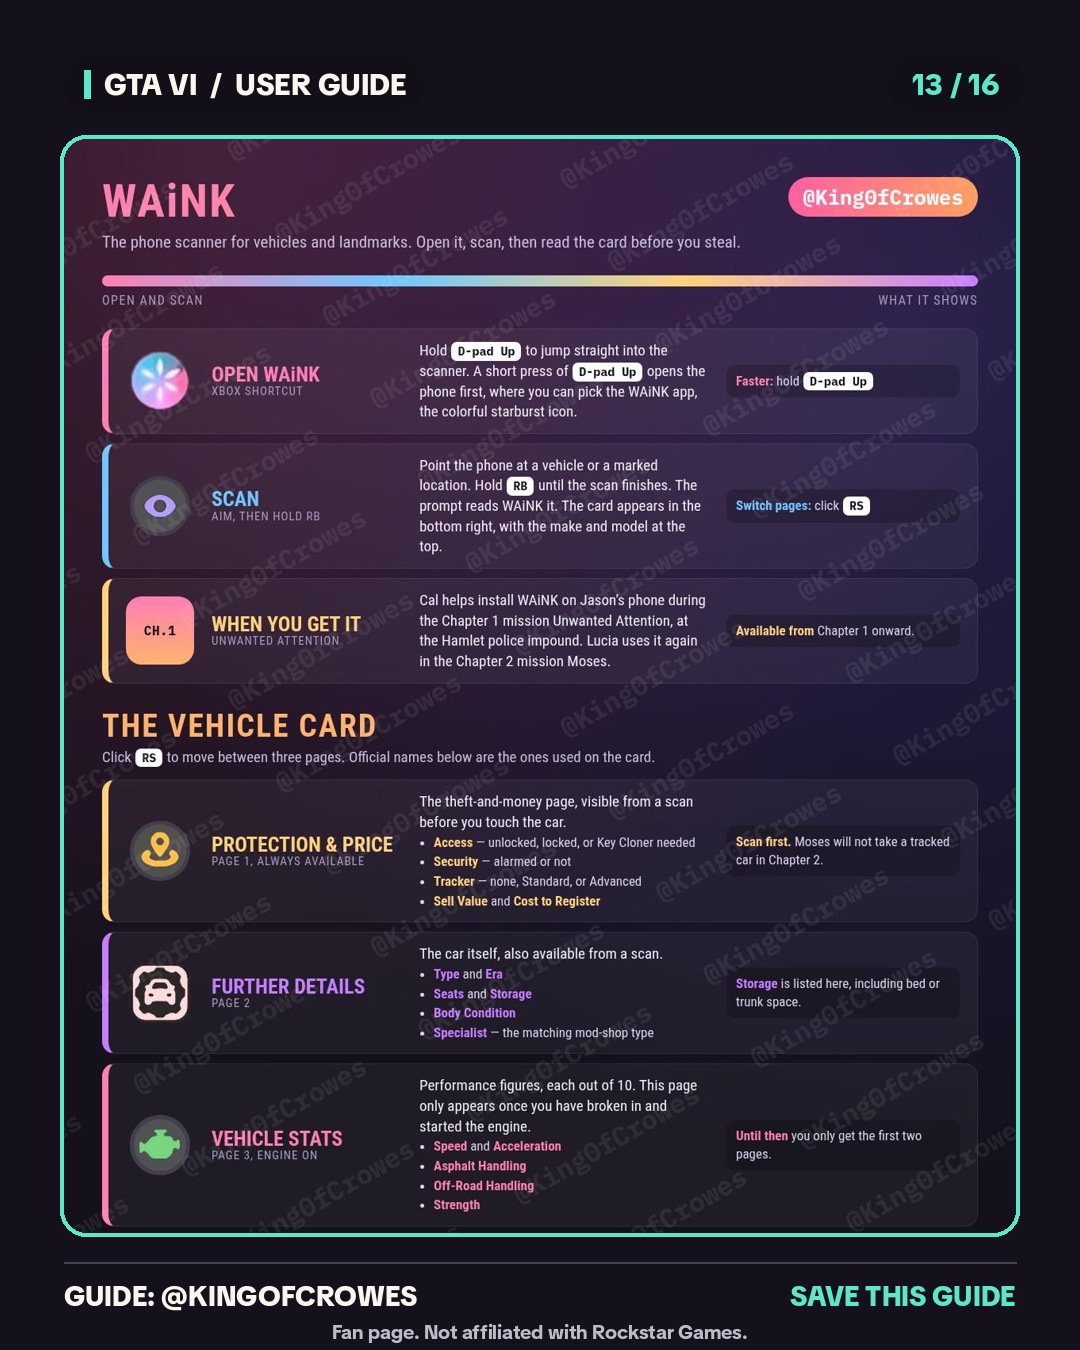 GTA VI / USER GUIDE
13 / 16
WAiNK
@KingOfCrowes
The phone scanner for vehicles and landmarks. Open it, scan, then read the card before you steal.
OPEN AND SCAN
WHAT IT SHOWS
OPEN WAiNK
XBOX SHORTCUT
Hold D-pad Up to jump straight into the
scanner. A short press of D-pad Up opens the
phone first, where you can pick the WAiNK app,
the colorful starburst icon.
Faster: hold D-pad Up
SCAN
AIM, THEN HOLD RB
Point the phone at a vehicle or a marked
location. Hold RB until the scan finishes. The
prompt reads WAiNK it. The card appears in the
bottom right, with the make and model at the
top.
Switch pages: click RS
CH.1
WHEN YOU GET IT
UNWANTED ATTENTION
Cal helps install WAiNK on Jason's phone during
the Chapter 1 mission Unwanted Attention, at
the Hamlet police impound. Lucia uses it again
in the Chapter 2 mission Moses.
Available from Chapter 1 onward.
THE VEHICLE CARD
Click RS to move between three pages. Official names below are the ones used on the card.
PROTECTION & PRICE
PAGE 1, ALWAYS AVAILABLE
The theft-and-money page, visible from a scan
before you touch the car.
• Access — unlocked, locked, or Key Cloner needed
• Security — alarmed or not
• Tracker — none, Standard, or Advanced
• Sell Value and Cost to Register
Scan first. Moses will not take a tracked
car in Chapter 2.
FURTHER DETAILS
PAGE 2
The car itself, also available from a scan.
• Type and Era
• Seats and Storage
• Body Condition
• Specialist — the matching mod-shop type
Storage is listed here, including bed or
trunk space.
VEHICLE STATS
PAGE 3, ENGINE ON
Performance figures, each out of 10. This page
only appears once you have broken in and
started the engine.
• Speed and Acceleration
• Asphalt Handling
• Off-Road Handling
• Strength
Until then you only get the first two
pages.
GUIDE: @KINGOFCROWES
SAVE THIS GUIDE
Fan page. Not affiliated with Rockstar Games.